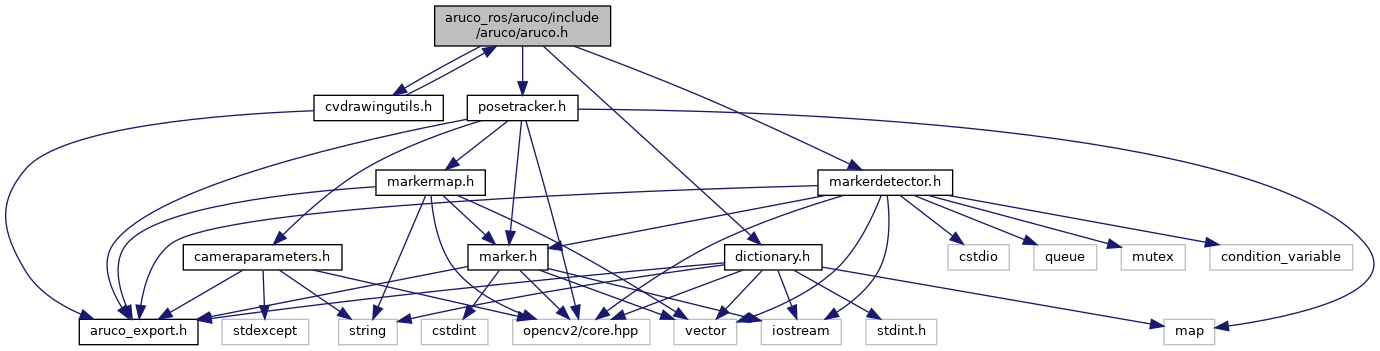 aruco_ros/aruco/include
/aruco/aruco.h
cvdrawingutils.h
posetracker.h
markermap.h
markerdetector.h
cameraparameters.h
marker.h
dictionary.h
cstdio
queue
mutex
condition_variable
aruco_export.h
stdexcept
string
cstdint
opencv2/core.hpp
vector
iostream
stdint.h
map